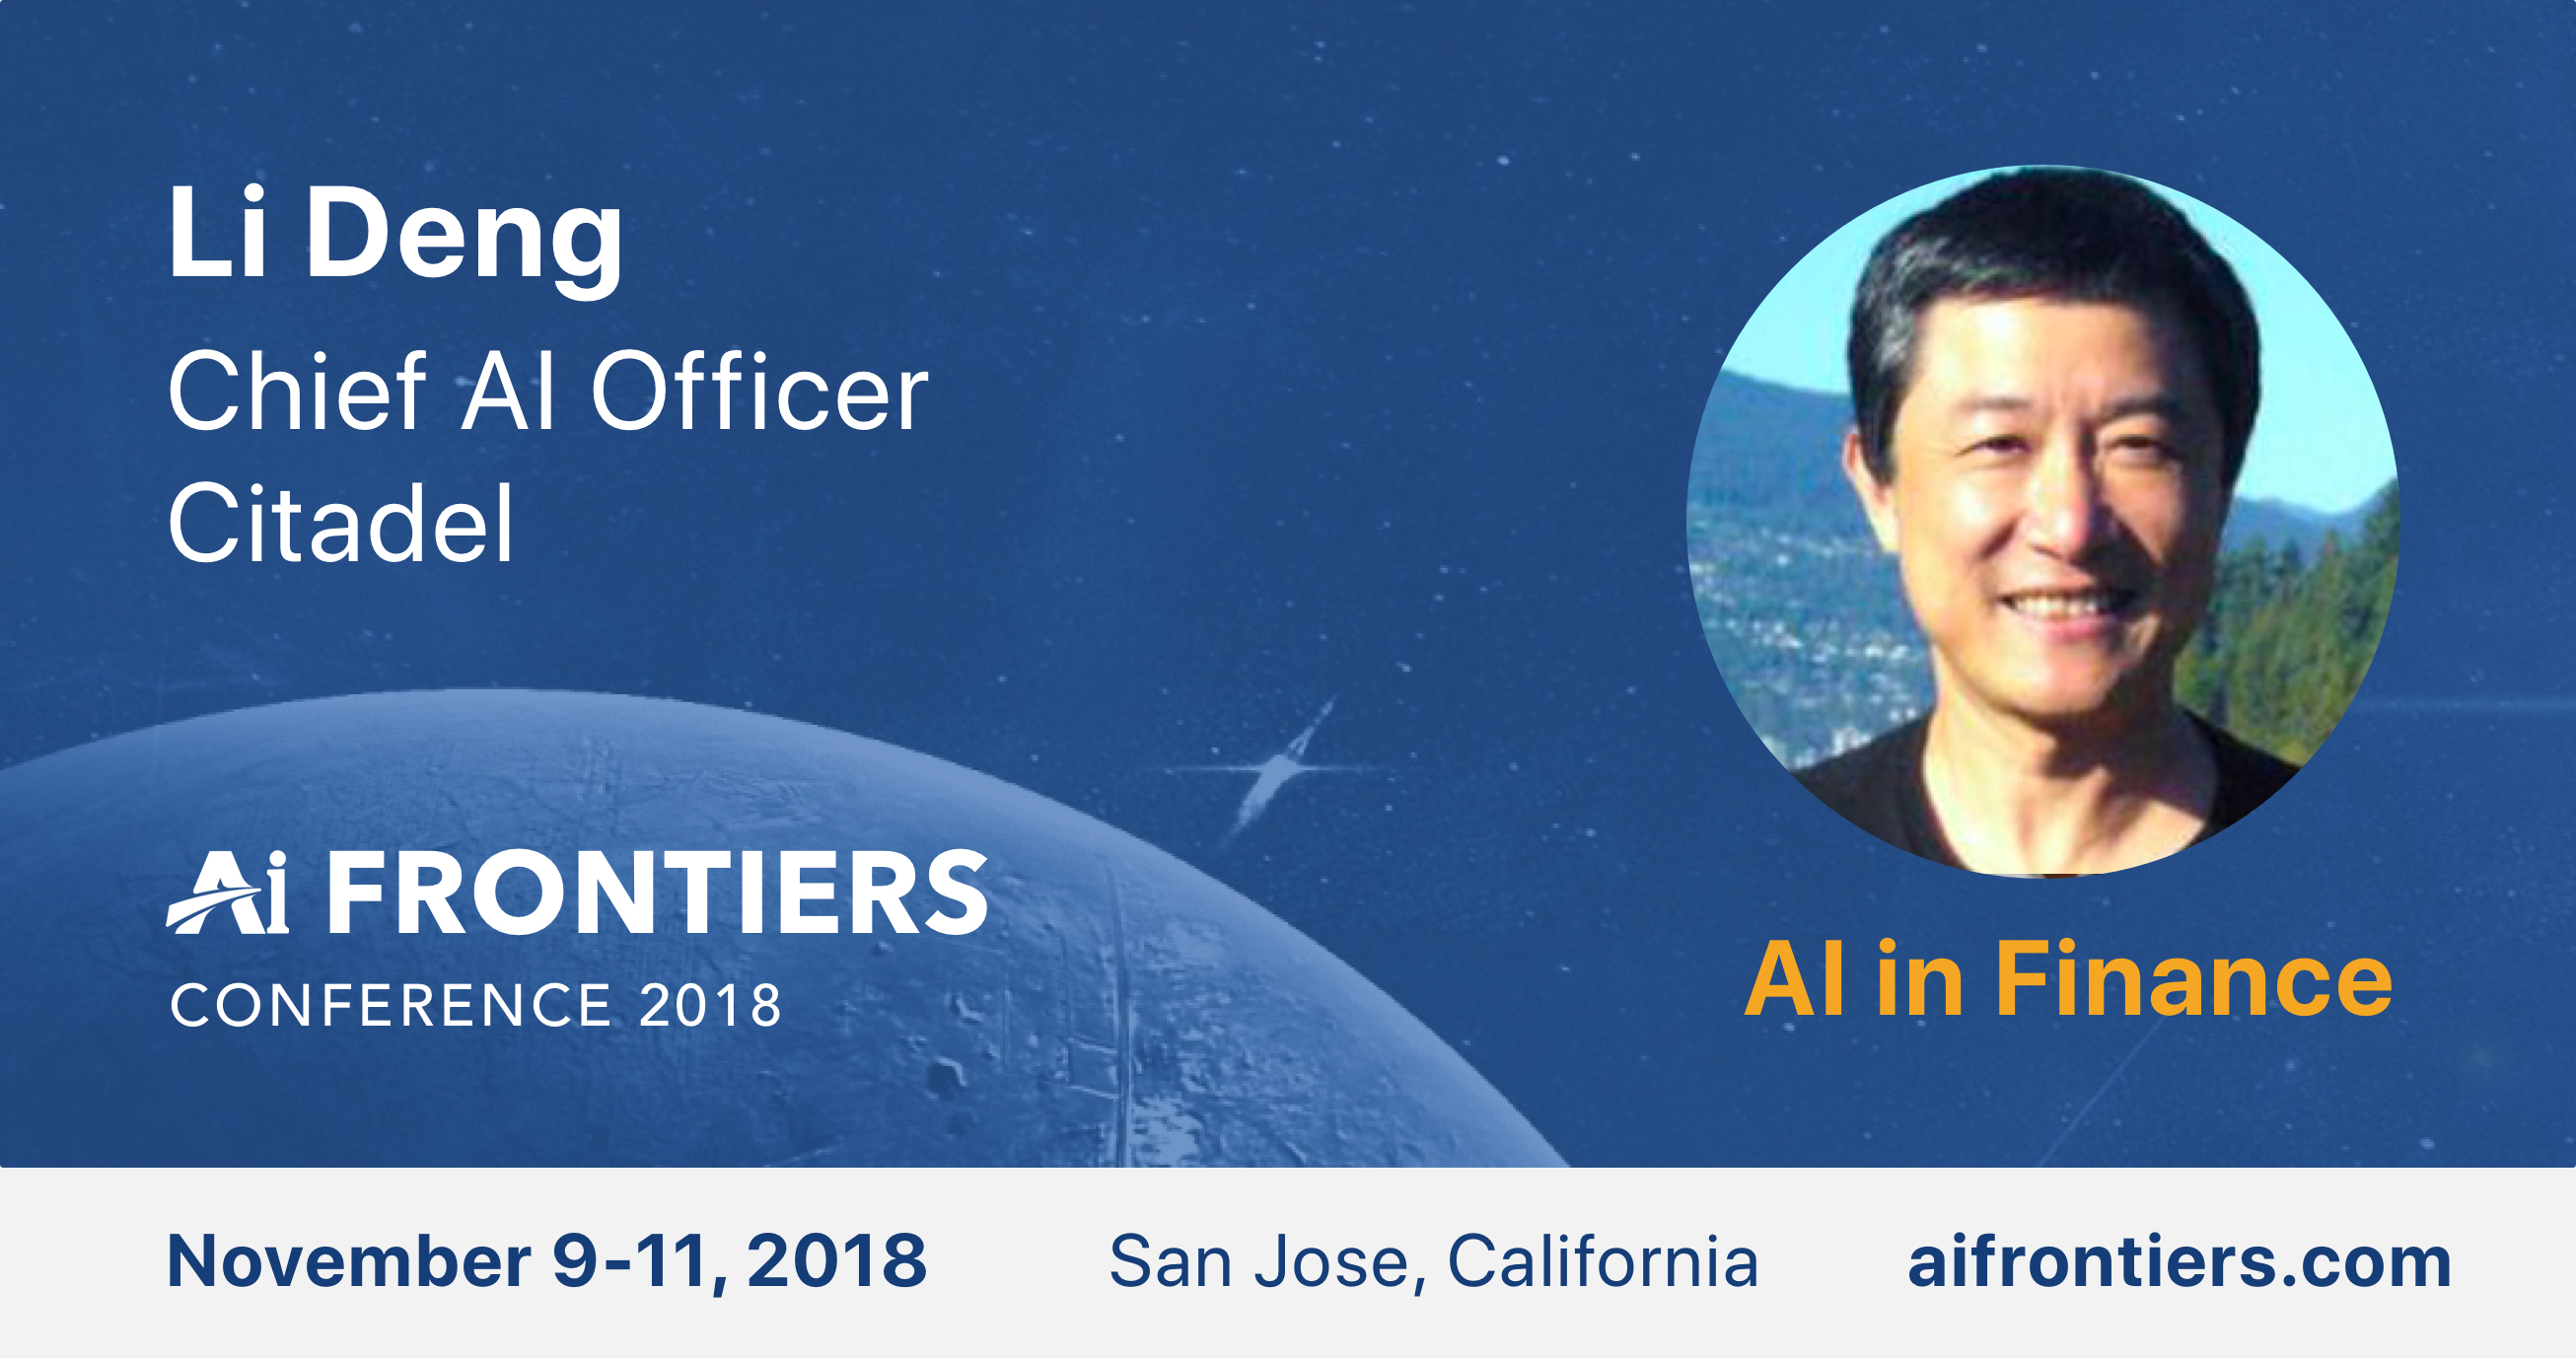 Li Deng
Chief AI Officer
Citadel
Ai FRONTIERS
CONFERENCE 2018
AI in Finance
November 9-11, 2018
San Jose, California
aifrontiers.com